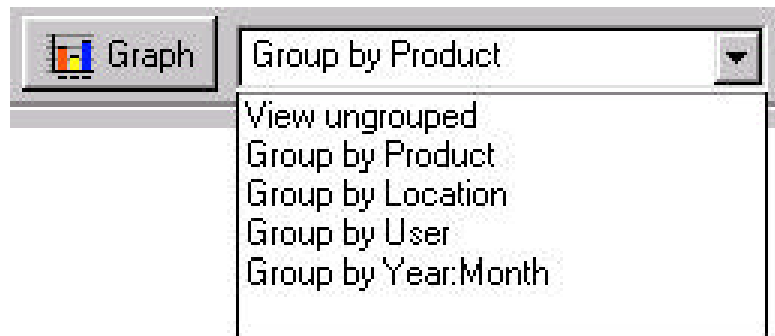 Graph
Group by Product
View ungrouped
Group by Product
Group by Location
Group by User
Group by Year:Month